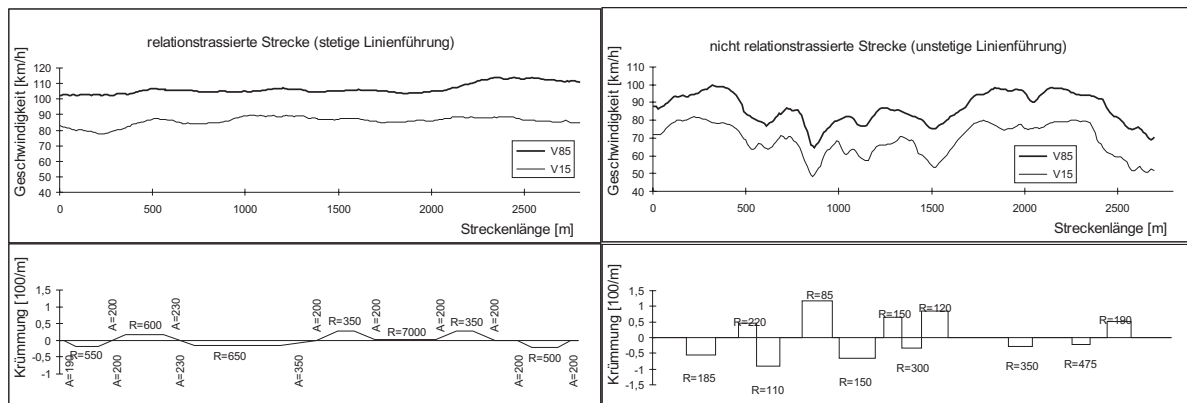 relationstrassierte Strecke (stetige Linienführung)
Geschwindigkeit [km/h]
120
110
100
90
80
70
60
50
40
V85
V15
0 500 1000 1500 2000 2500
Streckenlänge [m]
nicht relationstrassierte Strecke (unstetige Linienführung)
Geschwindigkeit [km/h]
110
100
90
80
70
60
50
40
V85
V15
0 500 1000 1500 2000 2500
Streckenlänge [m]
Krümmung [100/m]
1,5
1
0,5
0
-0,5
-1
A=190
R=550
A=200
A=200
R=600
A=230
A=230
R=650
A=350
A=200
R=350
A=200
R=7000
A=200
R=350
A=200
A=200
R=500
A=200
Krümmung [100/m]
1,5
1
0,5
0
-0,5
-1
-1,5
R=185
R=220
R=110
R=85
R=150
R=150
R=300
R=120
R=350
R=475
R=190